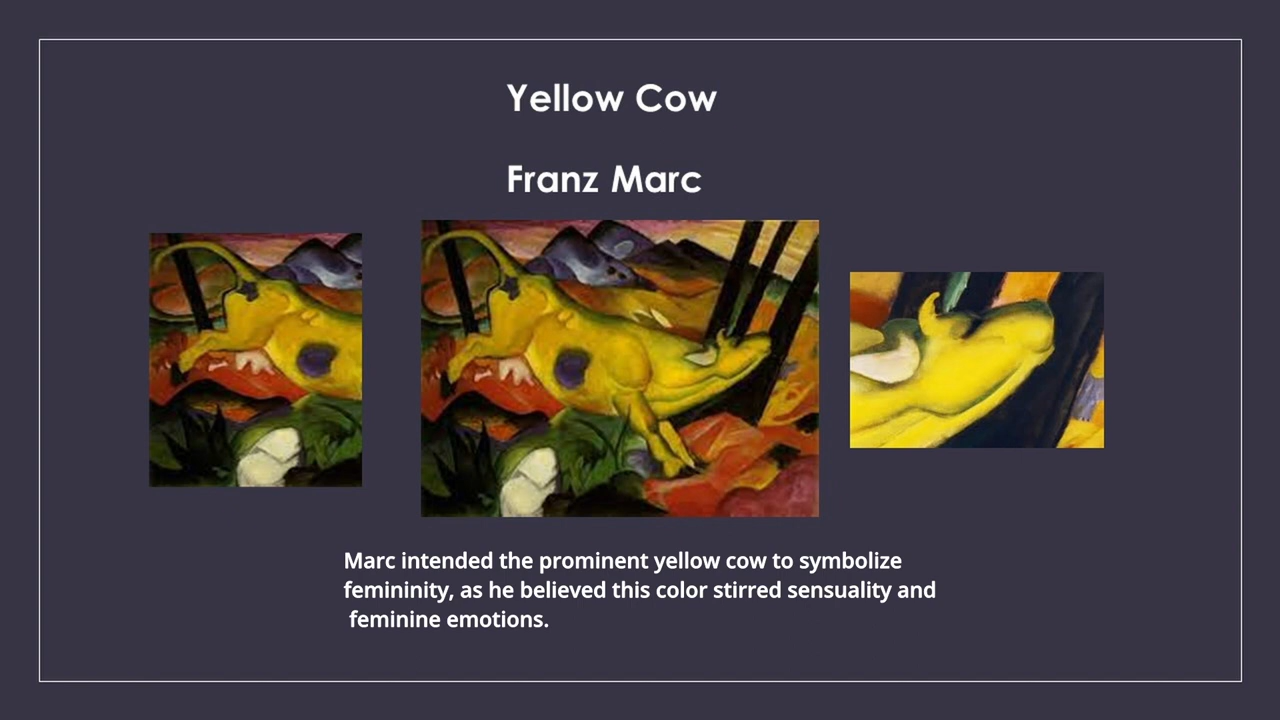 Yellow Cow
Franz Marc
Marc intended the prominent yellow cow to symbolize
femininity, as he believed this color stirred sensuality and
feminine emotions.